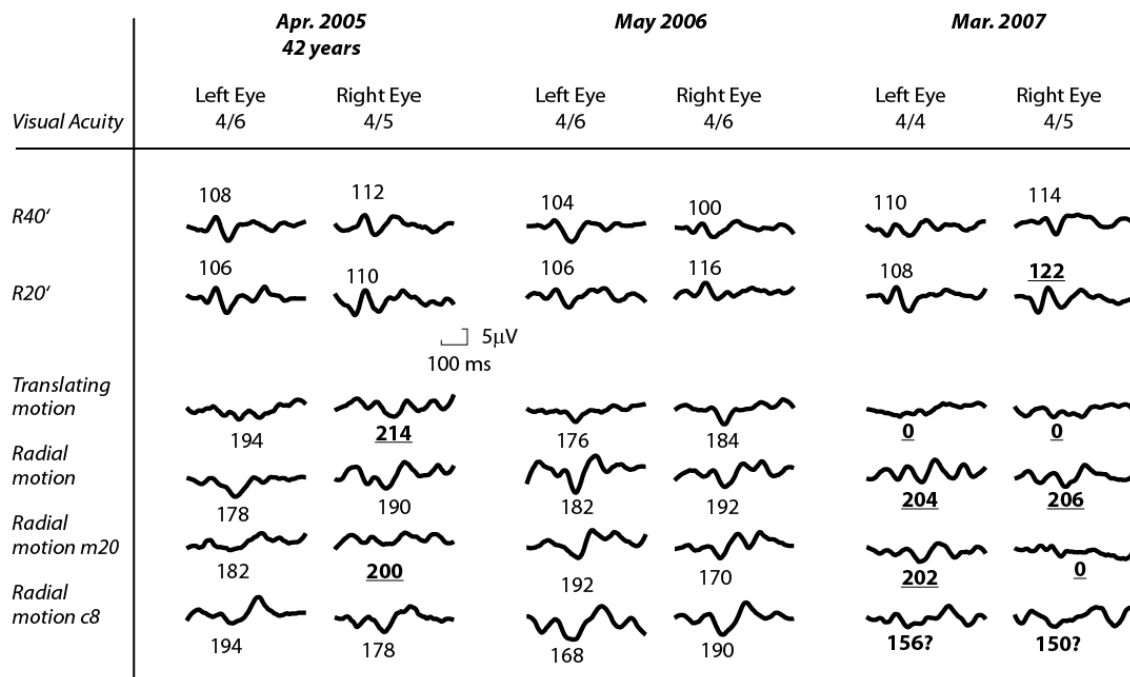 Apr. 2005 May 2006 Mar. 2007
42 years
Left Eye Right Eye Left Eye Right Eye Left Eye Right Eye
Visual Acuity 4/6 4/5 4/6 4/6 4/4 4/5
108 112 104 100 110 114
R40‘
106 110 106 116 108 122
R20‘
5µV
100 ms
Translating
motion
194 214 176 184 0 0
Radial
motion
178 190 182 192 204 206
Radial
motion m20
182 200 192 170 202 0
Radial
motion c8
194 178 168 190 156? 150?